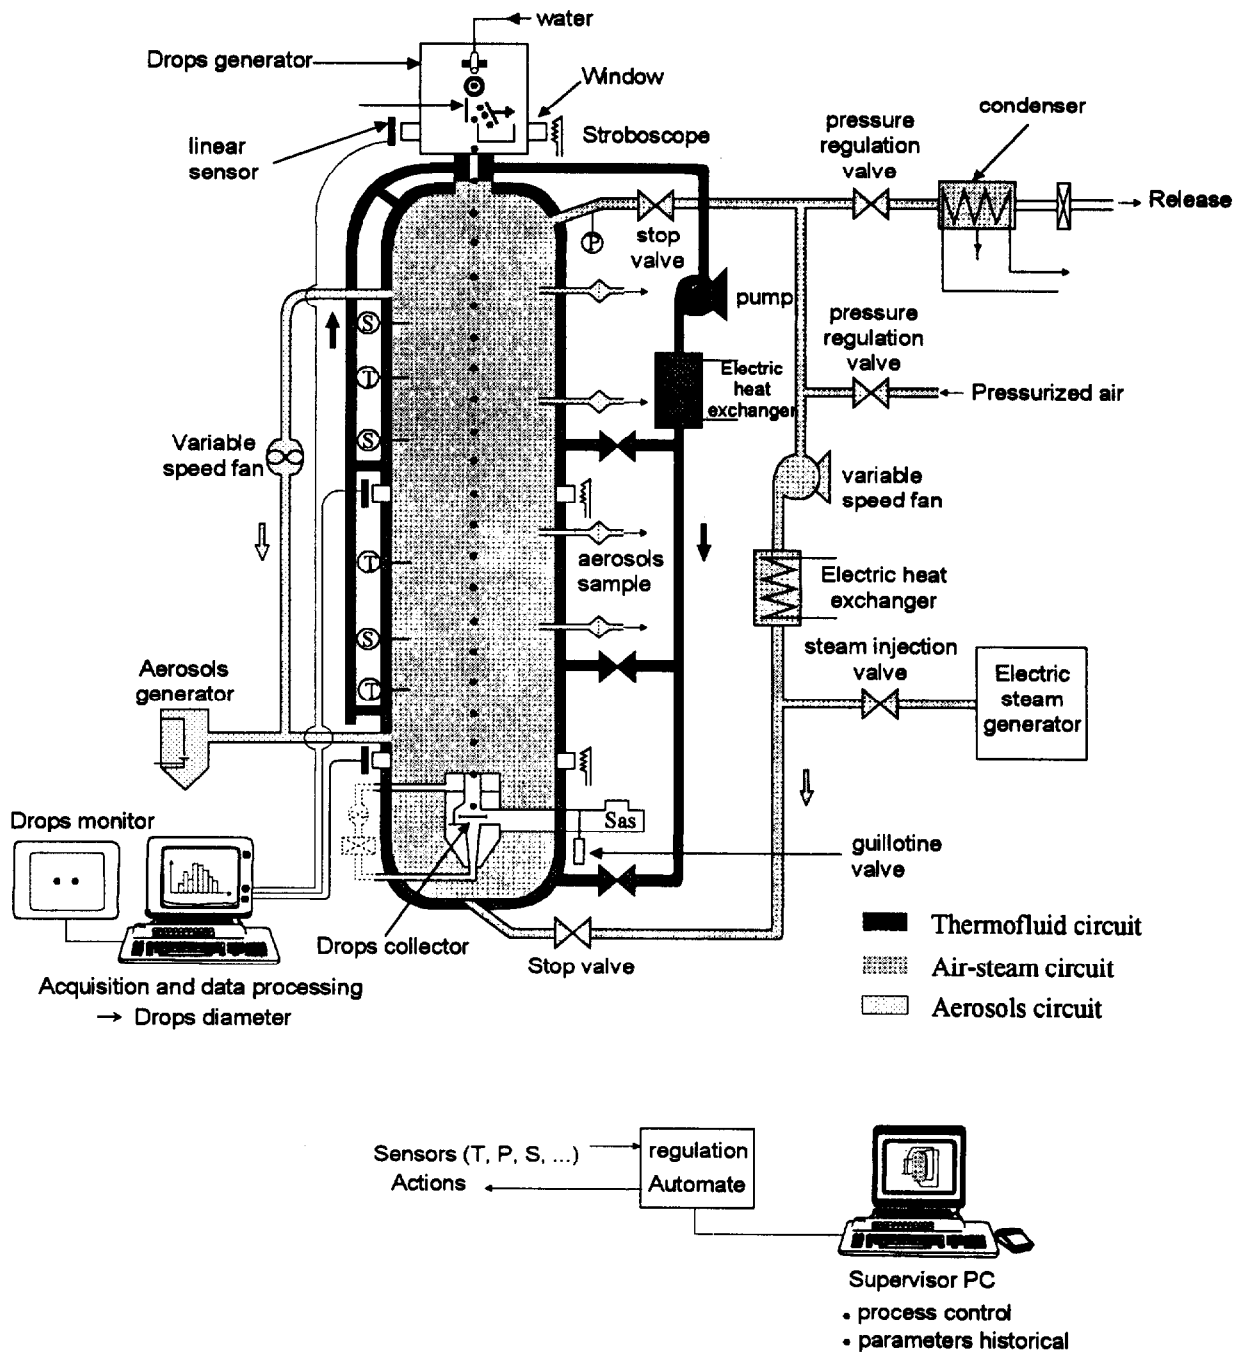 water
Drops generator
Window
Stroboscope
linear
sensor
condenser
pressure
regulation
valve
Release
stop
valve
P
pump
pressure
regulation
valve
Pressurized air
Electric
heat
exchanger
S
T
S
T
S
T
Variable
speed fan
variable
speed fan
aerosols
sample
Electric heat
exchanger
steam injection
valve
Electric
steam
generator
Aerosols
generator
Sas
guillotine
valve
Drops monitor
Drops collector
Stop valve
Acquisition and data processing
→ Drops diameter
Thermofluid circuit
Air-steam circuit
Aerosols circuit
Sensors (T, P, S, ...)
Actions
regulation
Automate
Supervisor PC
• process control
• parameters historical